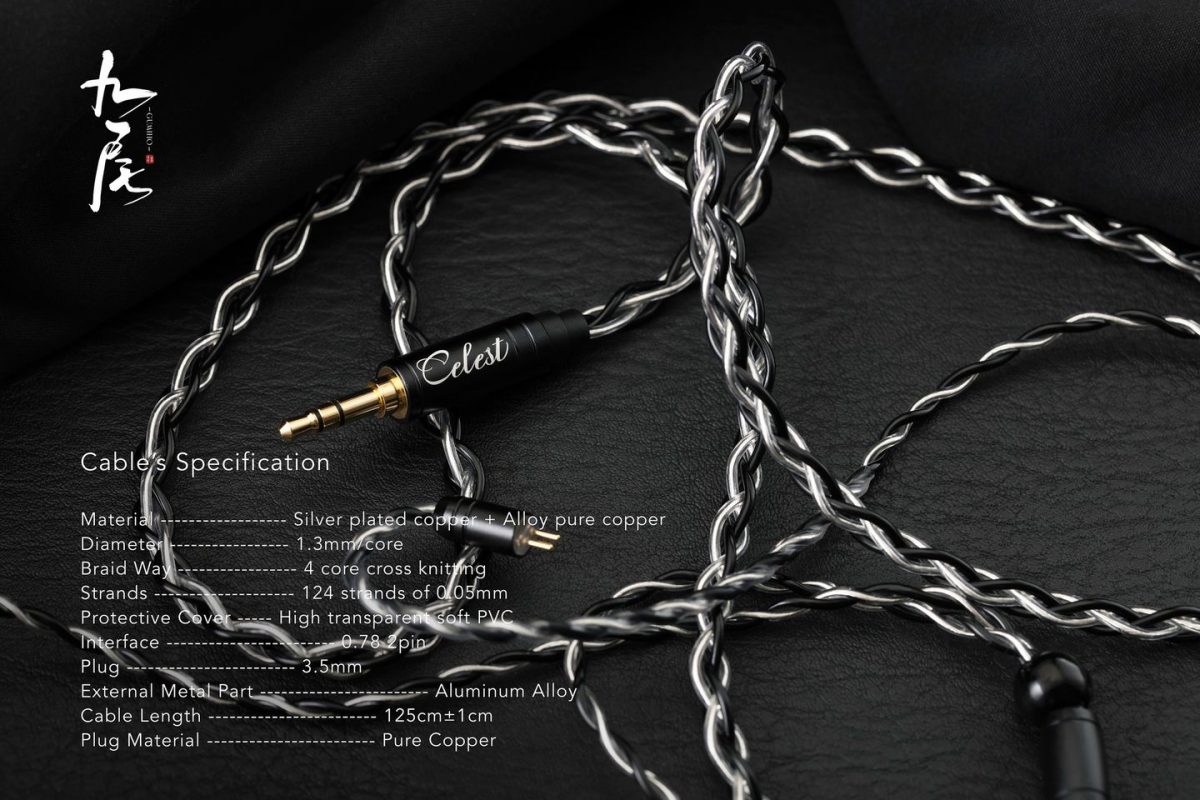 九尾
-GUMIHO-
Celest
Cable's Specification
Material ------------------ Silver plated copper + Alloy pure copper
Diameter ----------------- 1.3mm/core
Braid Way ----------------- 4 core cross knitting
Strands -------------------- 124 strands of 0.05mm
Protective Cover ----- High transparent soft PVC
Interface ------------------------ 0.78 2pin
Plug ------------------------ 3.5mm
External Metal Part ------------------------ Aluminum Alloy
Cable Length ------------------------ 125cm±1cm
Plug Material ------------------------ Pure Copper